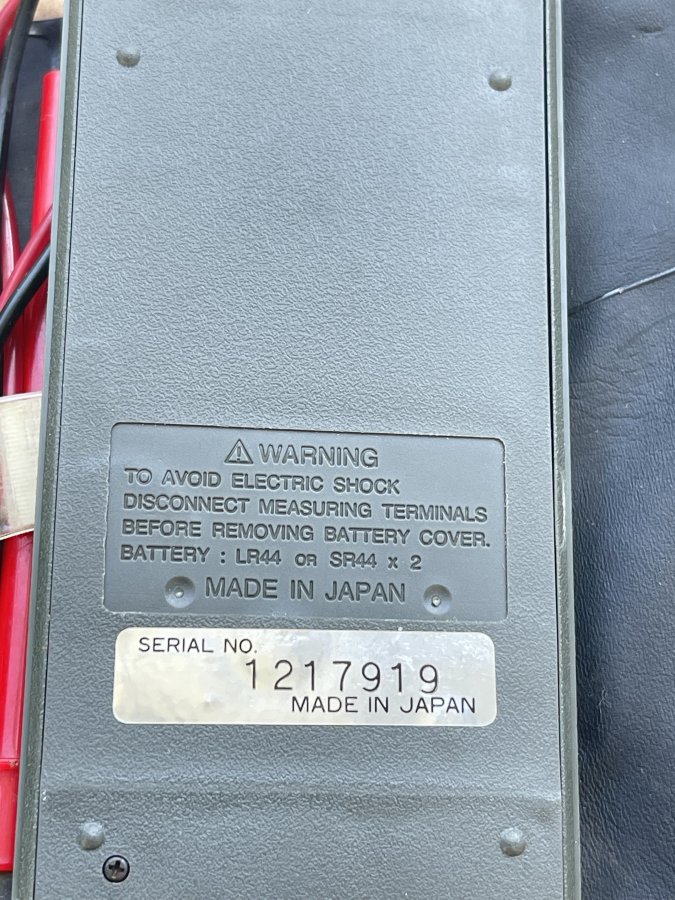 ⚠ WARNING
TO AVOID ELECTRIC SHOCK
DISCONNECT MEASURING TERMINALS
BEFORE REMOVING BATTERY COVER.
BATTERY : LR44 OR SR44 x 2
MADE IN JAPAN
SERIAL NO.
1217919
MADE IN JAPAN